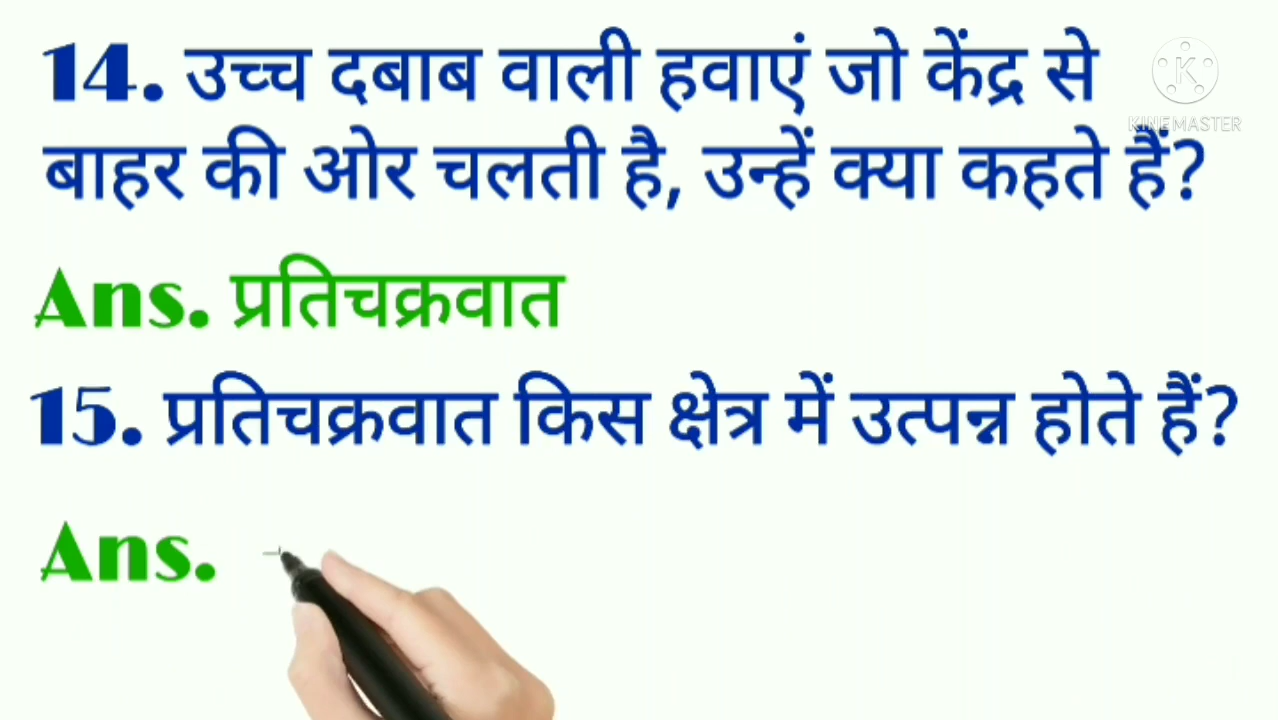 14. उच्च दबाब वाली हवाएं जो केंद्र से
KINEMASTER
बाहर की ओर चलती है, उन्हें क्या कहते हैं?
Ans. प्रतिचक्रवात
15. प्रतिचक्रवात किस क्षेत्र में उत्पन्न होते हैं?
Ans.